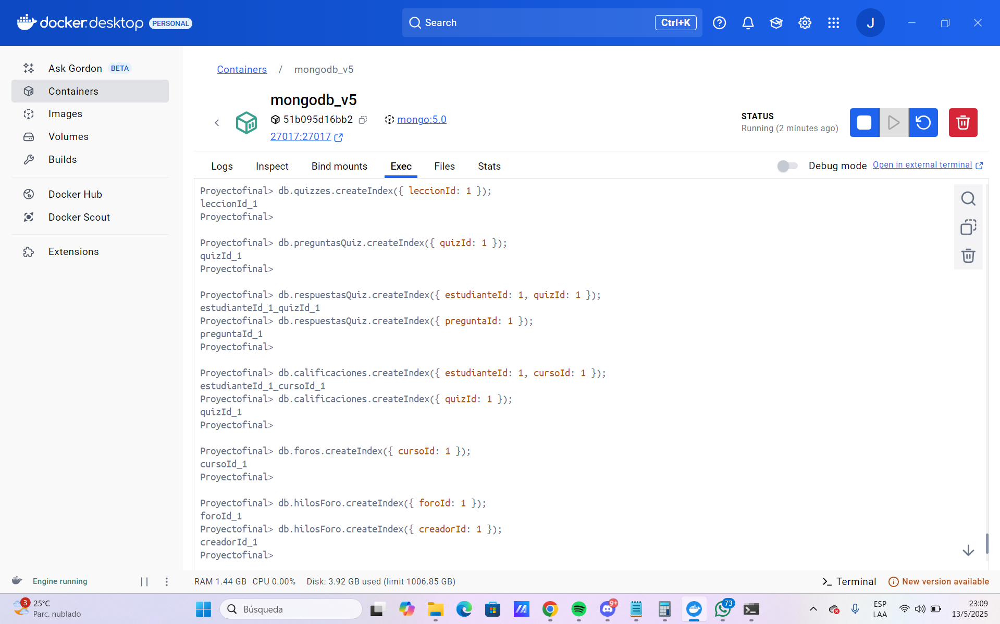 docker desktop PERSONAL
Search Ctrl+K
J
Ask Gordon BETA
Containers
Images
Volumes
Builds
Docker Hub
Docker Scout
Extensions
Containers / mongodb_v5
mongodb_v5
51b095d16bb2 mongo:5.0
27017:27017
STATUS
Running (2 minutes ago)
Logs Inspect Bind mounts Exec Files Stats
Debug mode Open in external terminal
Proyectofinal> db.quizzes.createIndex({ leccionId: 1 });
leccionId_1
Proyectofinal>
Proyectofinal> db.preguntasQuiz.createIndex({ quizId: 1 });
quizId_1
Proyectofinal>
Proyectofinal> db.respuestasQuiz.createIndex({ estudianteId: 1, quizId: 1 });
estudianteId_1_quizId_1
Proyectofinal> db.respuestasQuiz.createIndex({ preguntaId: 1 });
preguntaId_1
Proyectofinal>
Proyectofinal> db.calificaciones.createIndex({ estudianteId: 1, cursoId: 1 });
estudianteId_1_cursoId_1
Proyectofinal> db.calificaciones.createIndex({ quizId: 1 });
quizId_1
Proyectofinal>
Proyectofinal> db.foros.createIndex({ cursoId: 1 });
cursoId_1
Proyectofinal>
Proyectofinal> db.hilosForo.createIndex({ foroId: 1 });
foroId_1
Proyectofinal> db.hilosForo.createIndex({ creadorId: 1 });
creadorId_1
Proyectofinal>
Engine running
RAM 1.44 GB CPU 0.00% Disk: 3.92 GB used (limit 1006.85 GB)
Terminal New version available
3
25°C
Parc. nublado
Búsqueda
9+
73
ESP
LAA
23:09
13/5/2025